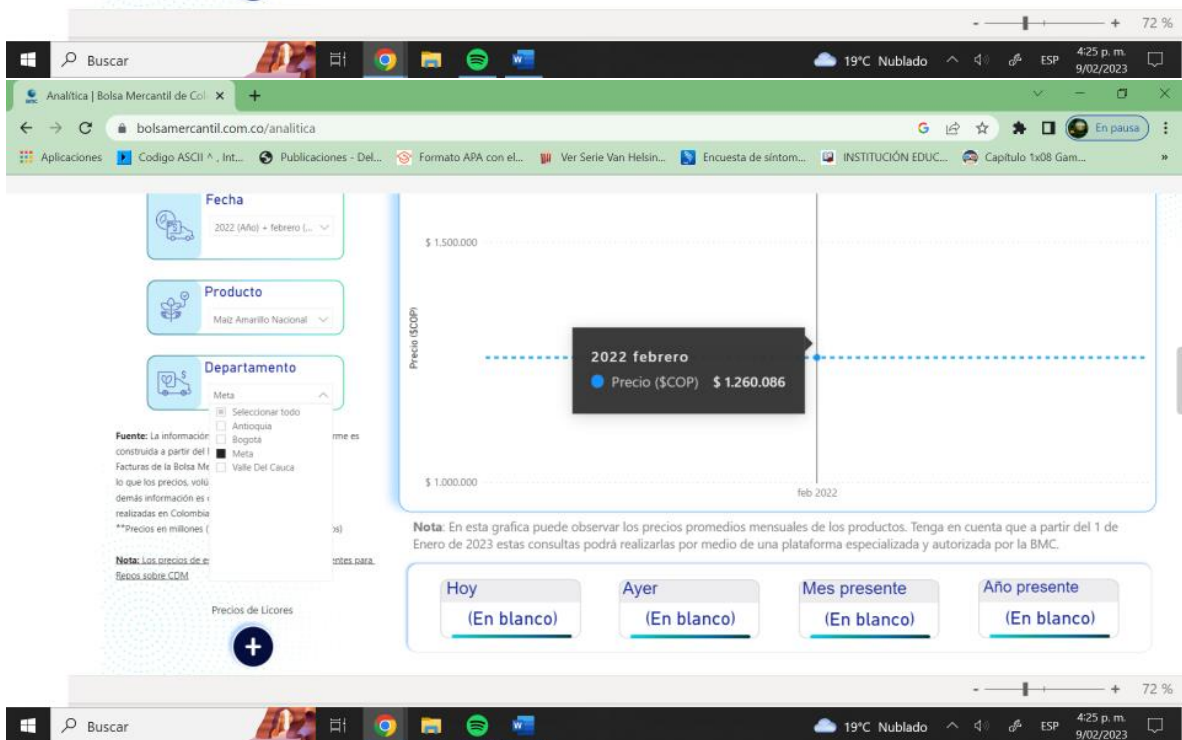 - + 72 %
Buscar
19°C Nublado
ESP
4:25 p. m.
9/02/2023
Analítica | Bolsa Mercantil de Col
bolsamercantil.com.co/analitica
En pausa
Aplicaciones
Codigo ASCII ^ , Int...
Publicaciones - Del...
Formato APA con el...
Ver Serie Van Helsin...
Encuesta de síntom...
INSTITUCIÓN EDUC...
Capítulo 1x08 Gam...
Fecha
2022 (Año) + febrero (...
Producto
Maíz Amarillo Nacional
Departamento
Meta
Seleccionar todo
Antioquia
Bogotá
Meta
Valle Del Cauca
Fuente: La información
rme es
construida a partir del
Facturas de la Bolsa Me
lo que los precios, volú
demás información es
realizadas en Colombia
**Precios en millones (
os)
Nota: Los precios de e
entes para
Repos sobre CDM
Precios de Licores
+
Precio ($COP)
$ 1.500.000
2022 febrero
Precio ($COP) $ 1.260.086
$ 1.000.000
feb 2022
Nota: En esta grafica puede observar los precios promedios mensuales de los productos. Tenga en cuenta que a partir del 1 de
Enero de 2023 estas consultas podrá realizarlas por medio de una plataforma especializada y autorizada por la BMC.
Hoy
(En blanco)
Ayer
(En blanco)
Mes presente
(En blanco)
Año presente
(En blanco)
- + 72 %
Buscar
19°C Nublado
ESP
4:25 p. m.
9/02/2023